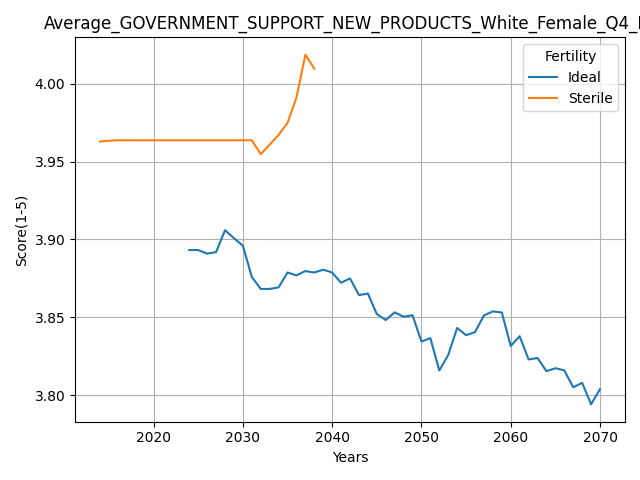 Average_GOVERNMENT_SUPPORT_NEW_PRODUCTS_White_Female_Q4_
Fertility
Ideal
Sterile
4.00
3.95
3.90
3.85
3.80
Score(1-5)
2020 2030 2040 2050 2060 2070
Years